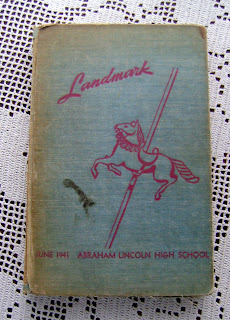 Landmark
JUNE 1941 ABRAHAM LINCOLN HIGH SCHOOL